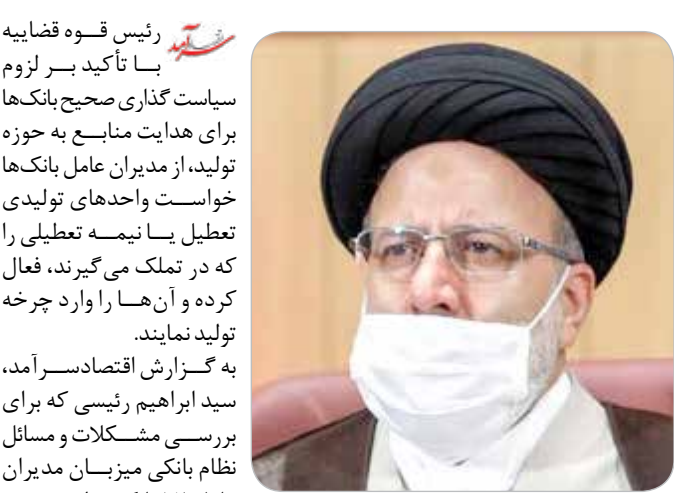 رئیس قوه قضاییه
با تأکید بر لزوم
سیاست گذاری صحیح بانک‌ها
برای هدایت منابع به حوزه
تولید، از مدیران عامل بانک‌ها
خواست واحدهای تولیدی
تعطیل یا نیمه تعطیلی را
که در تملک می‌گیرند، فعال
کرده و آن‌ها را وارد چرخه
تولید نمایند.
به گزارش اقتصادسرآمد،
سید ابراهیم رئیسی که برای
بررسی مشکلات و مسائل
نظام بانکی میزبان مدیران